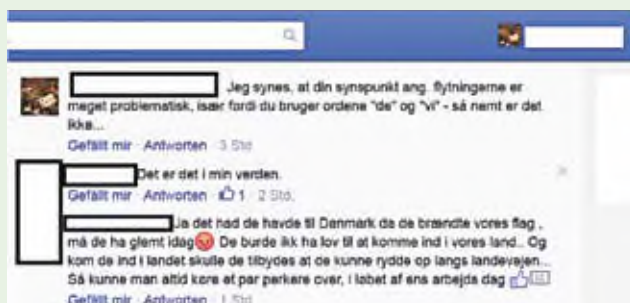 Jeg synes, at din synspunkt ang. flytningerne er
meget problematisk, især fordi du bruger ordene "de" og "vi" - så nemt er det
ikke...
Gefällt mir · Antworten · 3 Std
Det er det i min verden.
Gefällt mir · Antworten · 1 · 2 Std.
Ja det had de havde til Danmark da de brændte vores flag ,
må de ha glemt idag De burde ikk ha lov til at komme ind i vores land.. Og
kom de ind i landet skulle de tilbydes at de kunne rydde op langs landevejen...
Så kunne man altid køre et par perkere over, i løbet af ens arbejds dag
Gefällt mir · Antworten · 1 Std